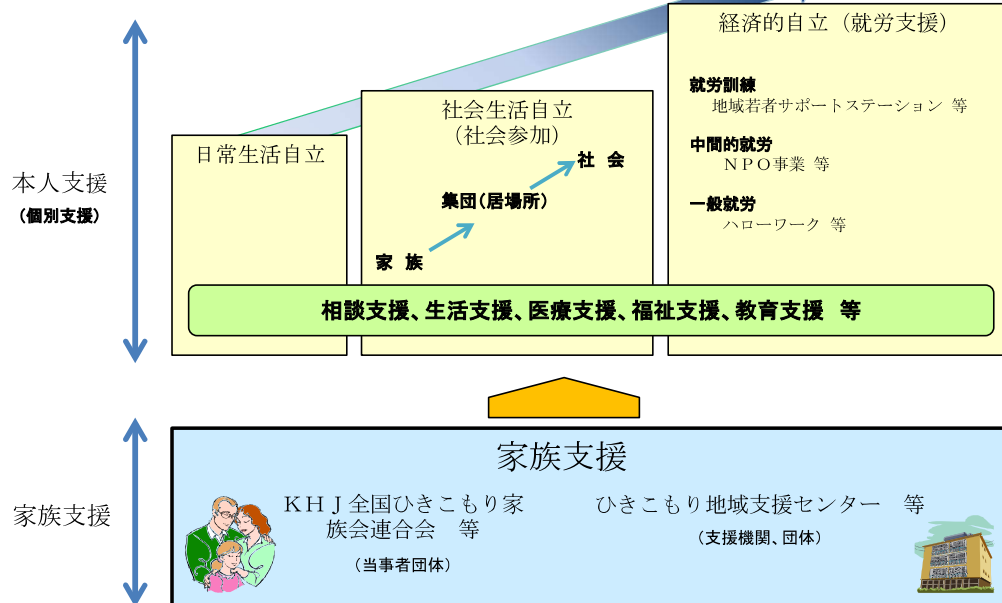 経済的自立（就労支援）
就労訓練
地域若者サポートステーション 等
中間的就労
ＮＰＯ事業 等
一般就労
ハローワーク 等
社会生活自立
（社会参加）
社 会
集団（居場所）
家 族
日常生活自立
本人支援
（個別支援）
相談支援、生活支援、医療支援、福祉支援、教育支援 等
家族支援
家族支援
ＫＨＪ全国ひきこもり家
族会連合会 等
（当事者団体）
ひきこもり地域支援センター 等
（支援機関、団体）